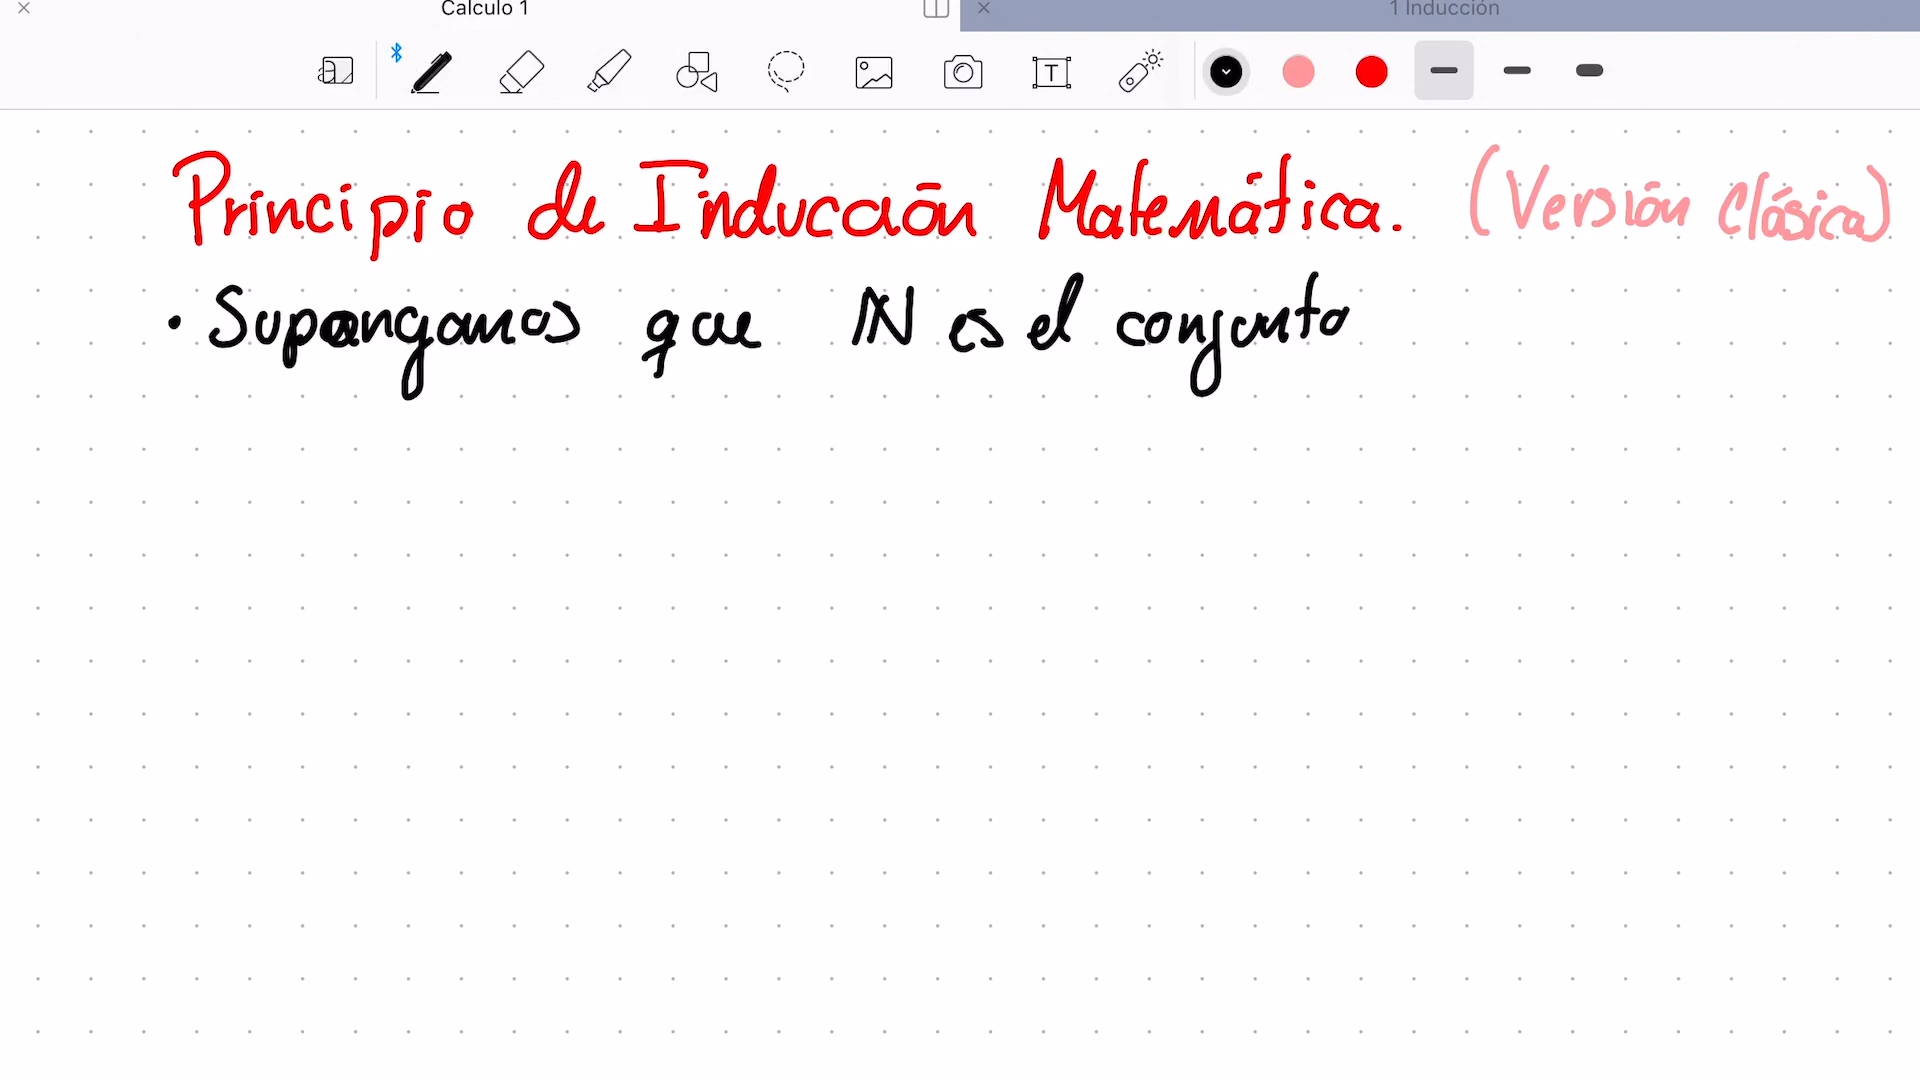 Calculo 1
1 Inducción
T
Principio de Inducción Matemática. (Versión Clásica)
• Supongamos que ℕ es el conjunto